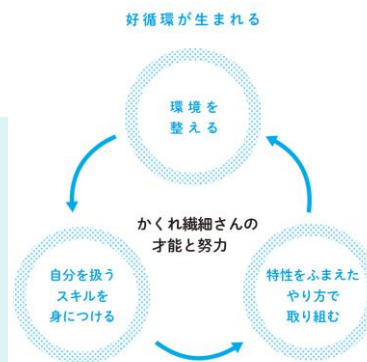 好循環が生まれる
環境を
整える
かくれ繊細さんの
才能と努力
自分を扱う
スキルを
身につける
特性をふまえた
やり方で
取り組む